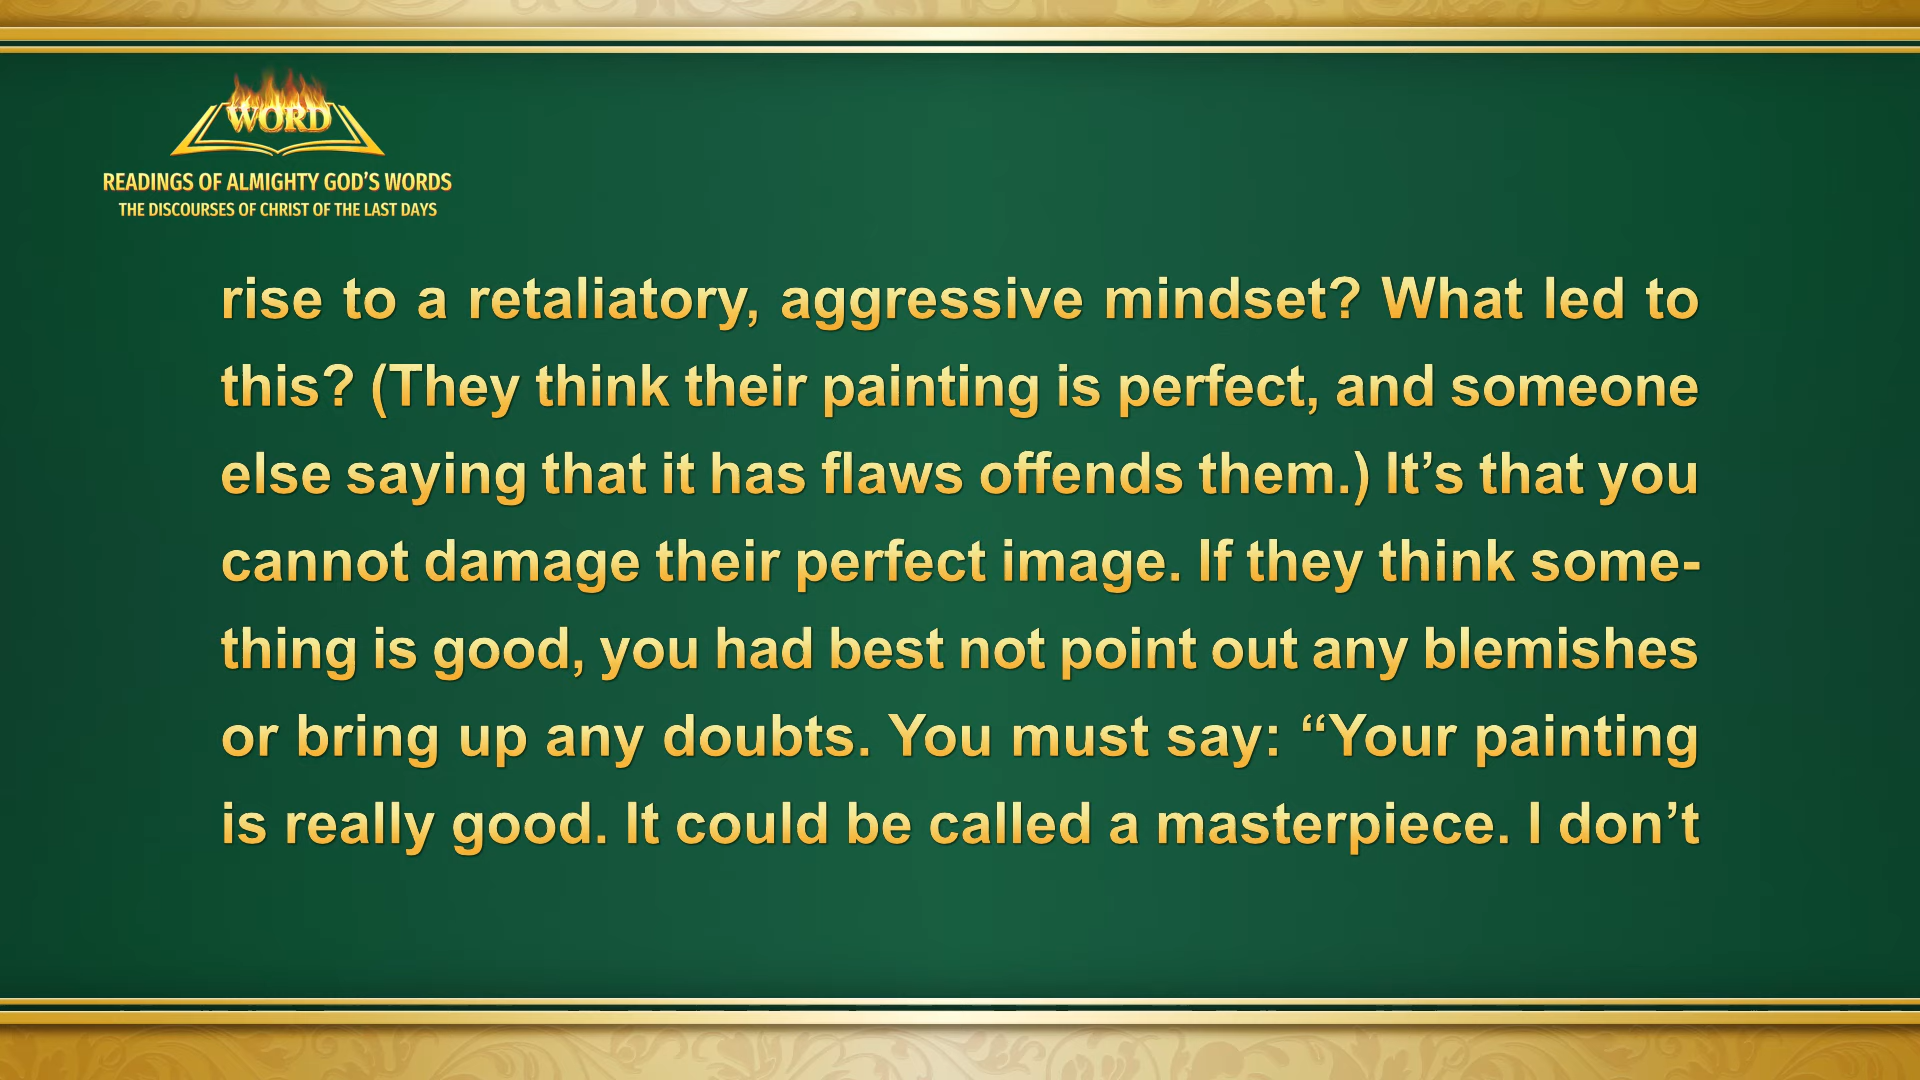 WORD
READINGS OF ALMIGHTY GOD’S WORDS
THE DISCOURSES OF CHRIST OF THE LAST DAYS
rise to a retaliatory, aggressive mindset? What led to
this? (They think their painting is perfect, and someone
else saying that it has flaws offends them.) It’s that you
cannot damage their perfect image. If they think some-
thing is good, you had best not point out any blemishes
or bring up any doubts. You must say: “Your painting
is really good. It could be called a masterpiece. I don’t